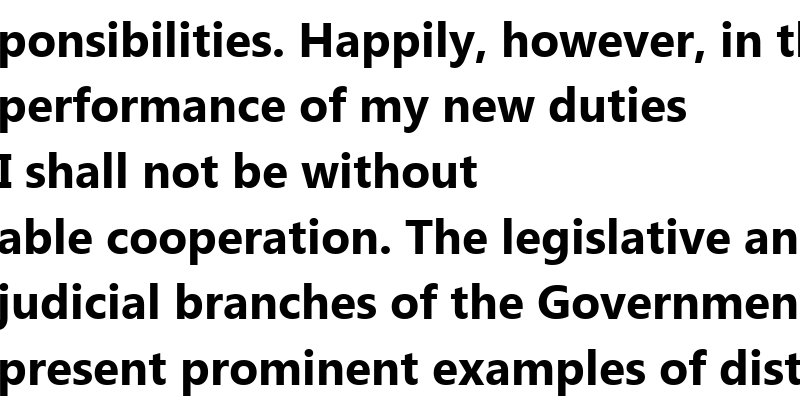 ponsibilities. Happily, however, in th
performance of my new duties
I shall not be without
able cooperation. The legislative an
judicial branches of the Governmen
present prominent examples of dist